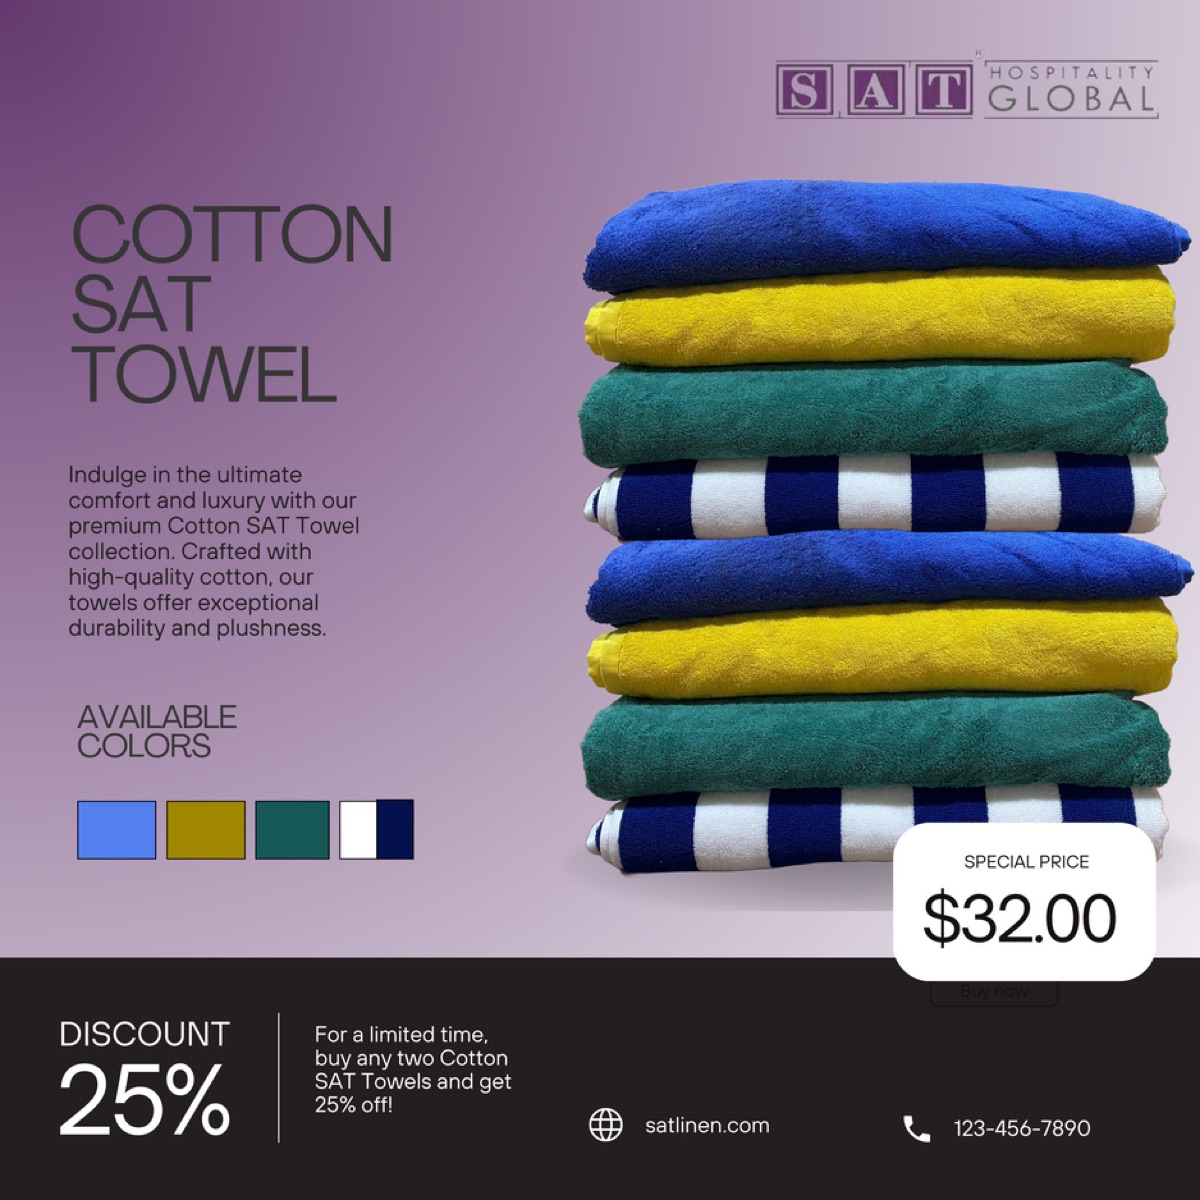 S A T HOSPITALITY
GLOBAL
COTTON
SAT
TOWEL
Indulge in the ultimate
comfort and luxury with our
premium Cotton SAT Towel
collection. Crafted with
high-quality cotton, our
towels offer exceptional
durability and plushness.
AVAILABLE
COLORS
SPECIAL PRICE
$32.00
Buy now
DISCOUNT
25%
For a limited time,
buy any two Cotton
SAT Towels and get
25% off!
satlinen.com
123-456-7890